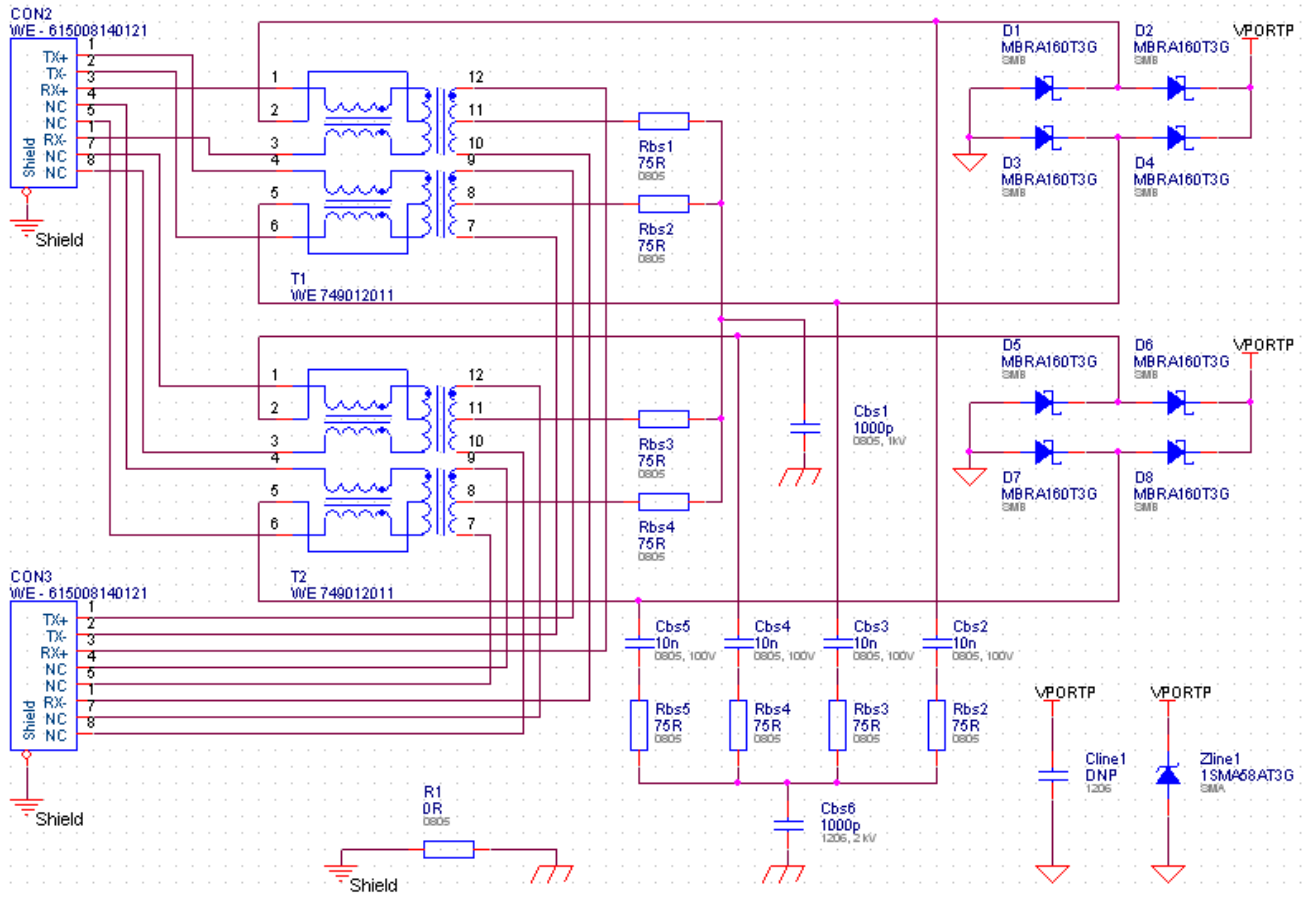 CON2
WE - 615008140121
1
TX+
2
TX-
3
RX+
4
NC
5
NC
1
RX-
7
NC
8
NC
Shield
Shield
1
2
3
4
5
6
12
11
10
9
8
7
T1
WE 749012011
Rbs1
75R
0805
Rbs2
75R
0805
D1
MBRA160T3G
SMB
D2
MBRA160T3G
SMB
VPORTP
D3
MBRA160T3G
SMB
D4
MBRA160T3G
SMB
1
2
3
4
5
6
12
11
10
9
8
7
T2
WE 749012011
Rbs3
75R
0805
Rbs4
75R
0805
Cbs1
1000p
0805, 1kV
D5
MBRA160T3G
SMB
D6
MBRA160T3G
SMB
VPORTP
D7
MBRA160T3G
SMB
D8
MBRA160T3G
SMB
CON3
WE - 615008140121
1
TX+
2
TX-
3
RX+
4
NC
5
NC
1
RX-
7
NC
8
NC
Shield
Shield
Cbs5
10n
0805, 100V
Cbs4
10n
0805, 100V
Cbs3
10n
0805, 100V
Cbs2
10n
0805, 100V
Rbs5
75R
0805
Rbs4
75R
0805
Rbs3
75R
0805
Rbs2
75R
0805
Cbs6
1000p
1206, 2kV
R1
0R
0805
Shield
VPORTP
Cline1
DNP
1206
VPORTP
Zline1
1SMA58AT3G
SMA